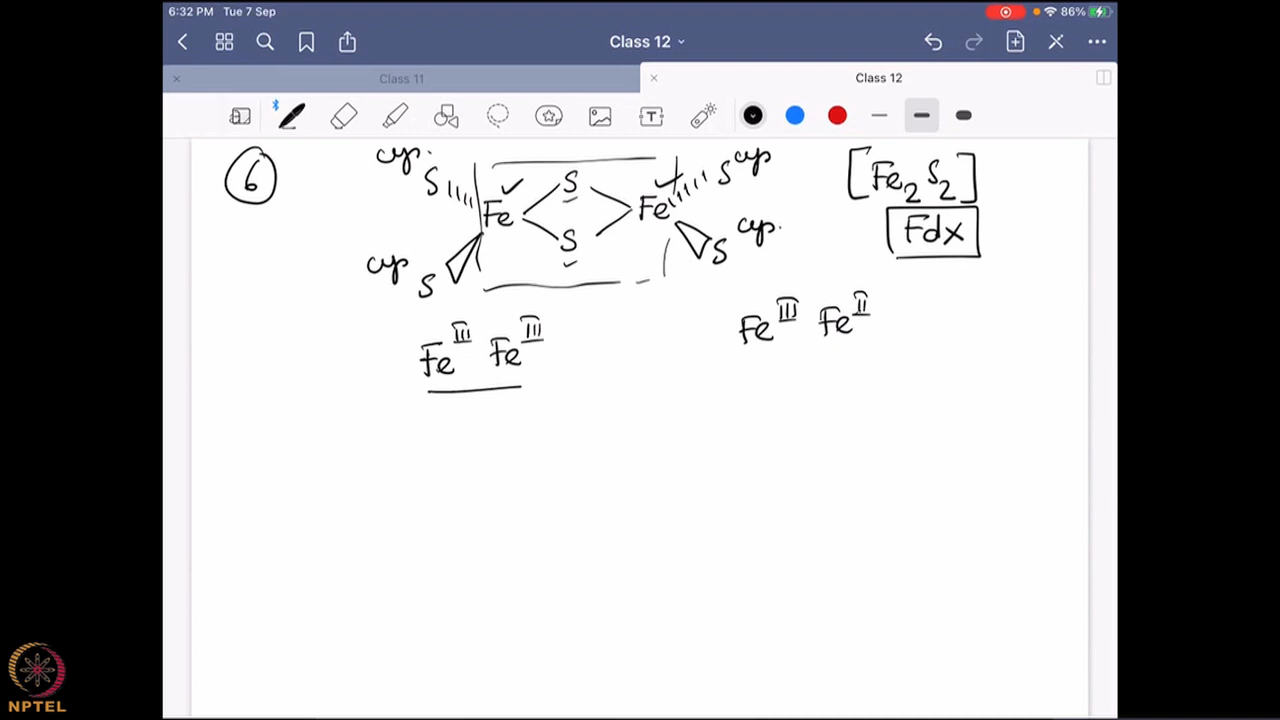 6:32 PM Tue 7 Sep
86%
Class 12
Class 11
Class 12
T
6
cys.
S
Fe
S
Fe
S
cys
[Fe₂S₂]
Fdx
cys
S
S
S
cys.
Fe^III Fe^III
Fe^III Fe^II
NPTEL